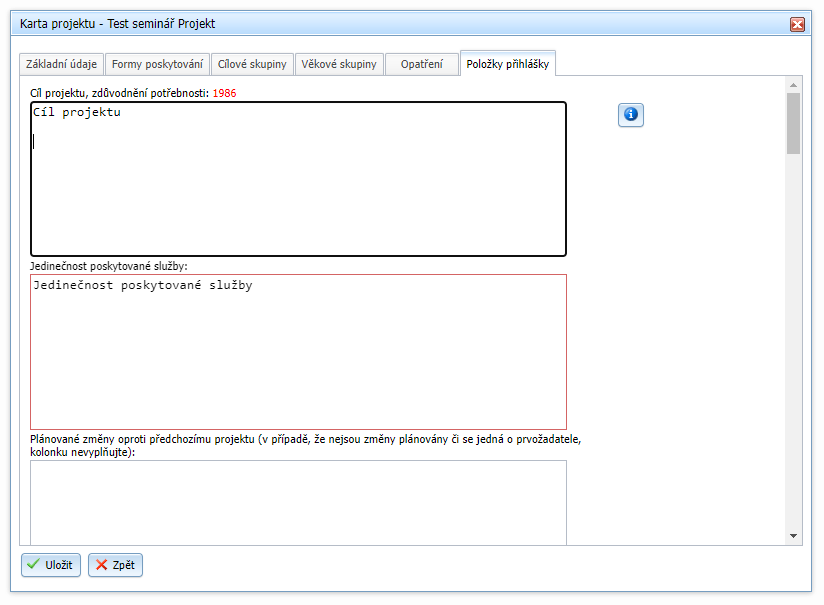 Karta projektu - Test seminář Projekt
Základní údaje Formy poskytování Cílové skupiny Věkové skupiny Opatření Položky přihlášky
Cíl projektu, zdůvodnění potřebnosti: 1986
Cíl projektu
Jedinečnost poskytované služby:
Jedinečnost poskytované služby
Plánované změny oproti předchozímu projektu (v případě, že nejsou změny plánovány či se jedná o prvožadatele,
kolonku nevyplňujte):
Uložit Zpět